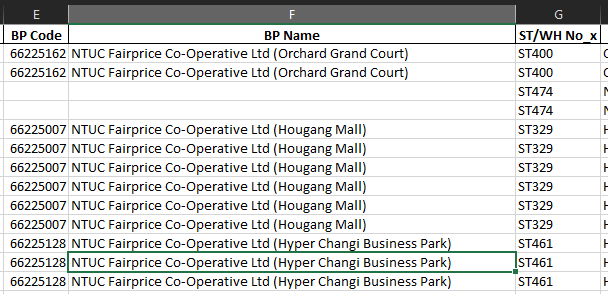 E F G
BP Code BP Name ST/WH No_x
66225162 NTUC Fairprice Co-Operative Ltd (Orchard Grand Court) ST400
66225162 NTUC Fairprice Co-Operative Ltd (Orchard Grand Court) ST400
ST474
ST474
66225007 NTUC Fairprice Co-Operative Ltd (Hougang Mall) ST329
66225007 NTUC Fairprice Co-Operative Ltd (Hougang Mall) ST329
66225007 NTUC Fairprice Co-Operative Ltd (Hougang Mall) ST329
66225007 NTUC Fairprice Co-Operative Ltd (Hougang Mall) ST329
66225007 NTUC Fairprice Co-Operative Ltd (Hougang Mall) ST329
66225007 NTUC Fairprice Co-Operative Ltd (Hougang Mall) ST329
66225128 NTUC Fairprice Co-Operative Ltd (Hyper Changi Business Park) ST461
66225128 NTUC Fairprice Co-Operative Ltd (Hyper Changi Business Park) ST461
66225128 NTUC Fairprice Co-Operative Ltd (Hyper Changi Business Park) ST461